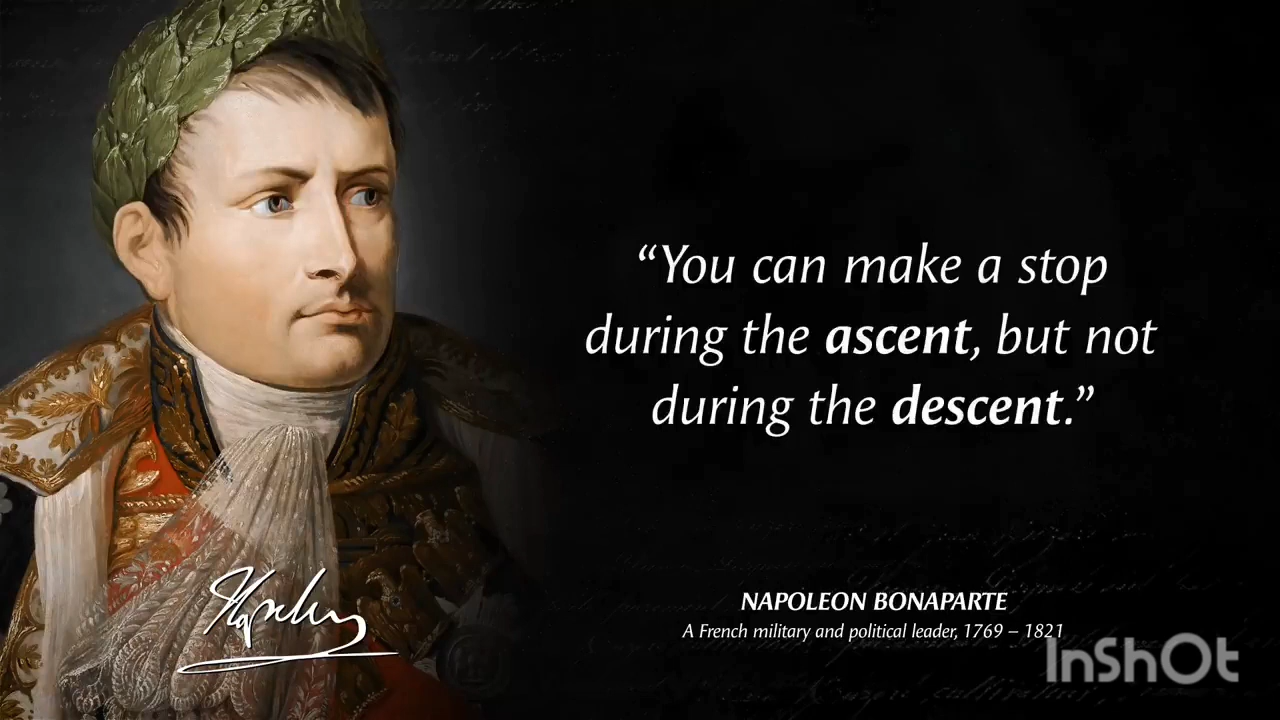 “You can make a stop
during the ascent, but not
during the descent.”
NAPOLEON BONAPARTE
A French military and political leader, 1769 – 1821
InShOt